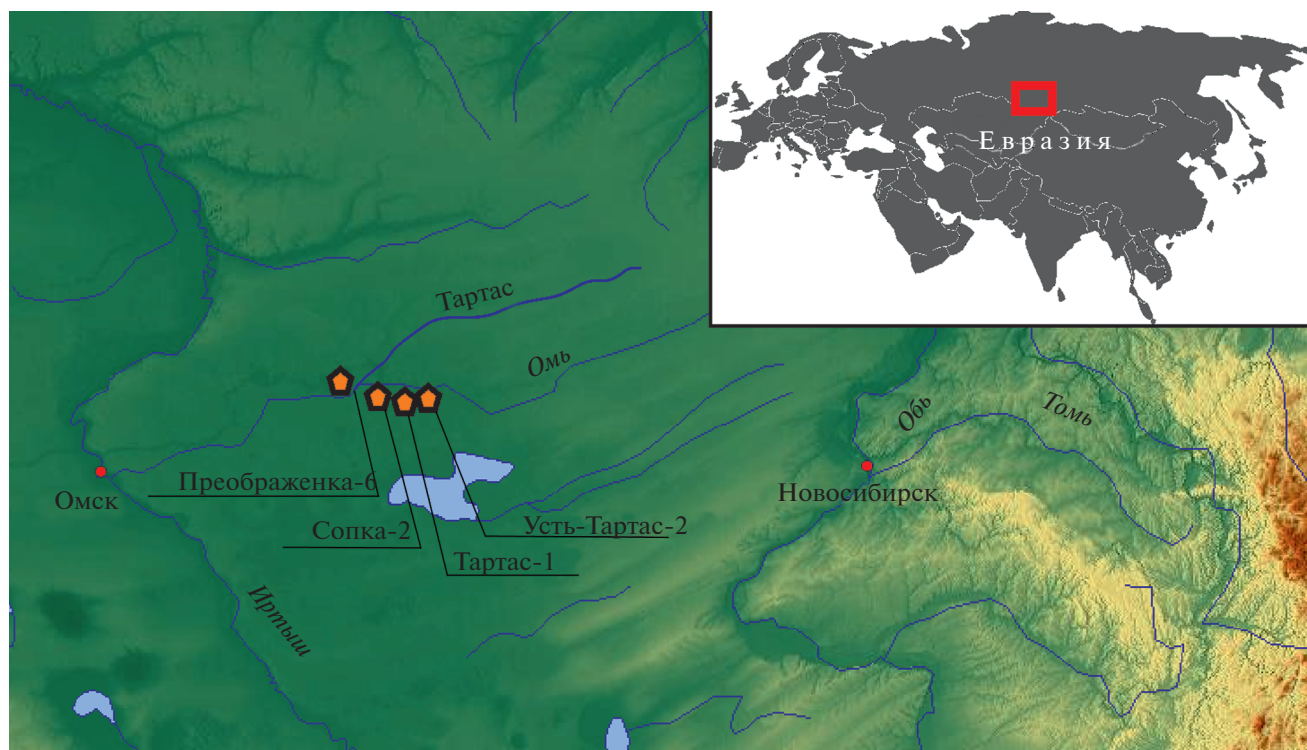 Евразия
Тартас
Омь
Обь
Томь
Омск
Преображенка-6
Новосибирск
Сопка-2
Усть-Тартас-2
Тартас-1
Иртыш